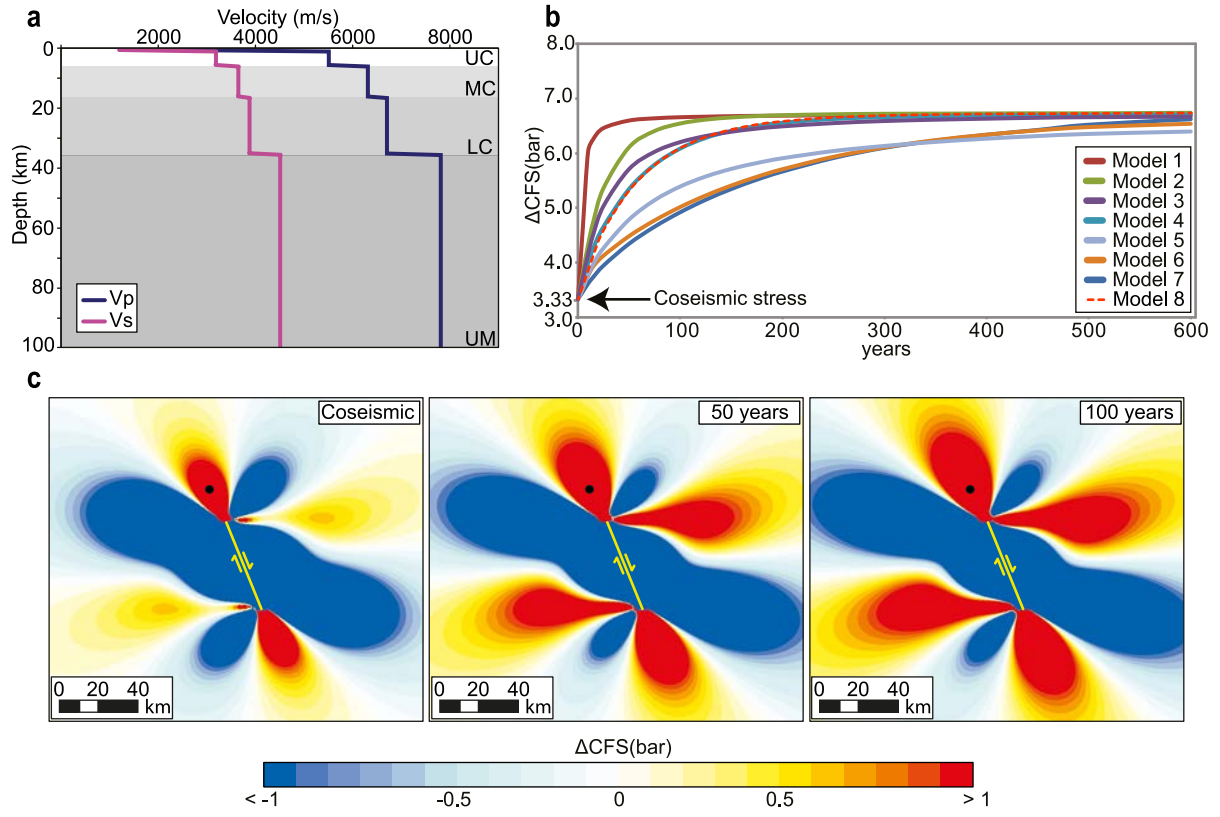 a
Velocity (m/s)
2000 4000 6000 8000
0
20
40
60
80
100
Depth (km)
UC
MC
LC
UM
Vp
Vs
b
8.0
7.0
6.0
5.0
4.0
3.33
3.0
ΔCFS(bar)
Coseismic stress
Model 1
Model 2
Model 3
Model 4
Model 5
Model 6
Model 7
Model 8
0 100 200 300 400 500 600
years
c
Coseismic
0 20 40
km
50 years
0 20 40
km
100 years
0 20 40
km
ΔCFS(bar)
< -1 -0.5 0 0.5 > 1